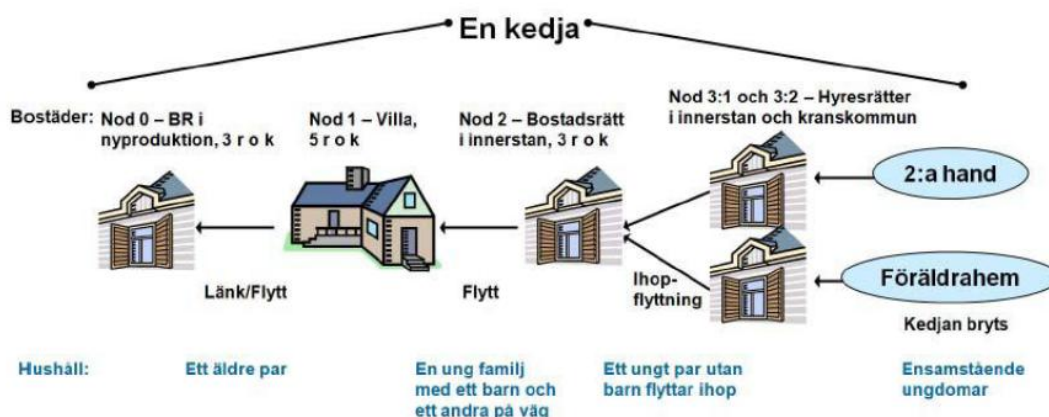 En kedja
Bostäder:
Nod 0 – BR i
nyproduktion, 3 r o k
Nod 1 – Villa,
5 r o k
Nod 2 – Bostadsrätt
i innerstan, 3 r o k
Nod 3:1 och 3:2 – Hyresrätter
i innerstan och kranskommun
2:a hand
Föräldrahem
Länk/Flytt
Flytt
Ihop-
flyttning
Kedjan bryts
Hushåll:
Ett äldre par
En ung familj
med ett barn och
ett andra på väg
Ett ungt par utan
barn flyttar ihop
Ensamstående
ungdomar